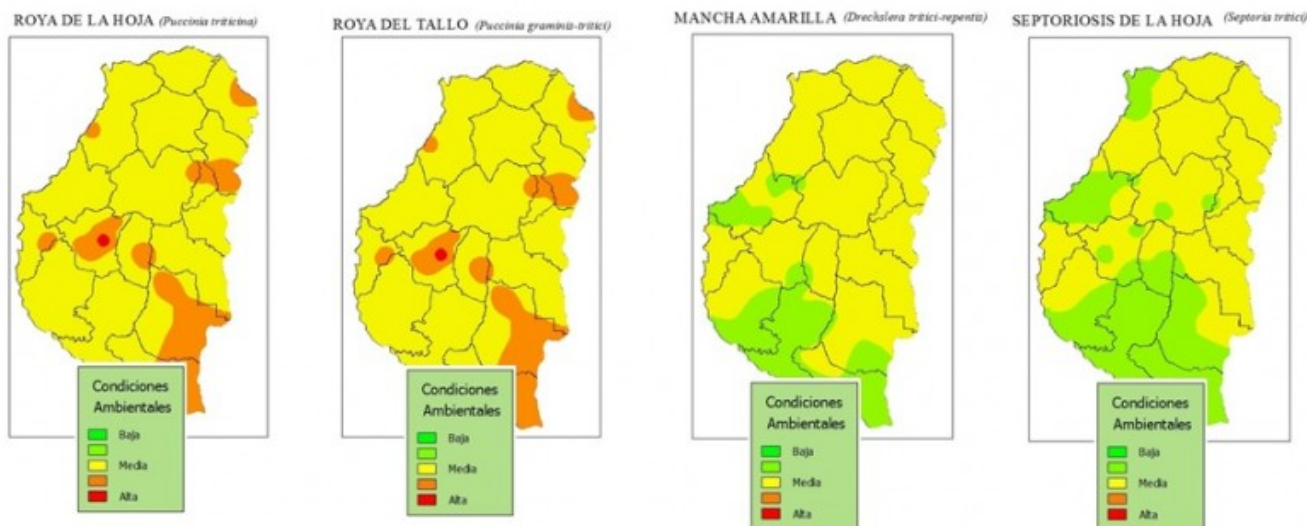 ROYA DE LA HOJA (Puccinia triticina)
ROYA DEL TALLO (Puccinia graminis-tritici)
MANCHA AMARILLA (Drechslera tritici-repentis)
SEPTORIOSIS DE LA HOJA (Septoria tritici)
Condiciones
Ambientales
Baja
Media
Alta
Condiciones
Ambientales
Baja
Media
Alta
Condiciones
Ambientales
Baja
Media
Alta
Condiciones
Ambientales
Baja
Media
Alta